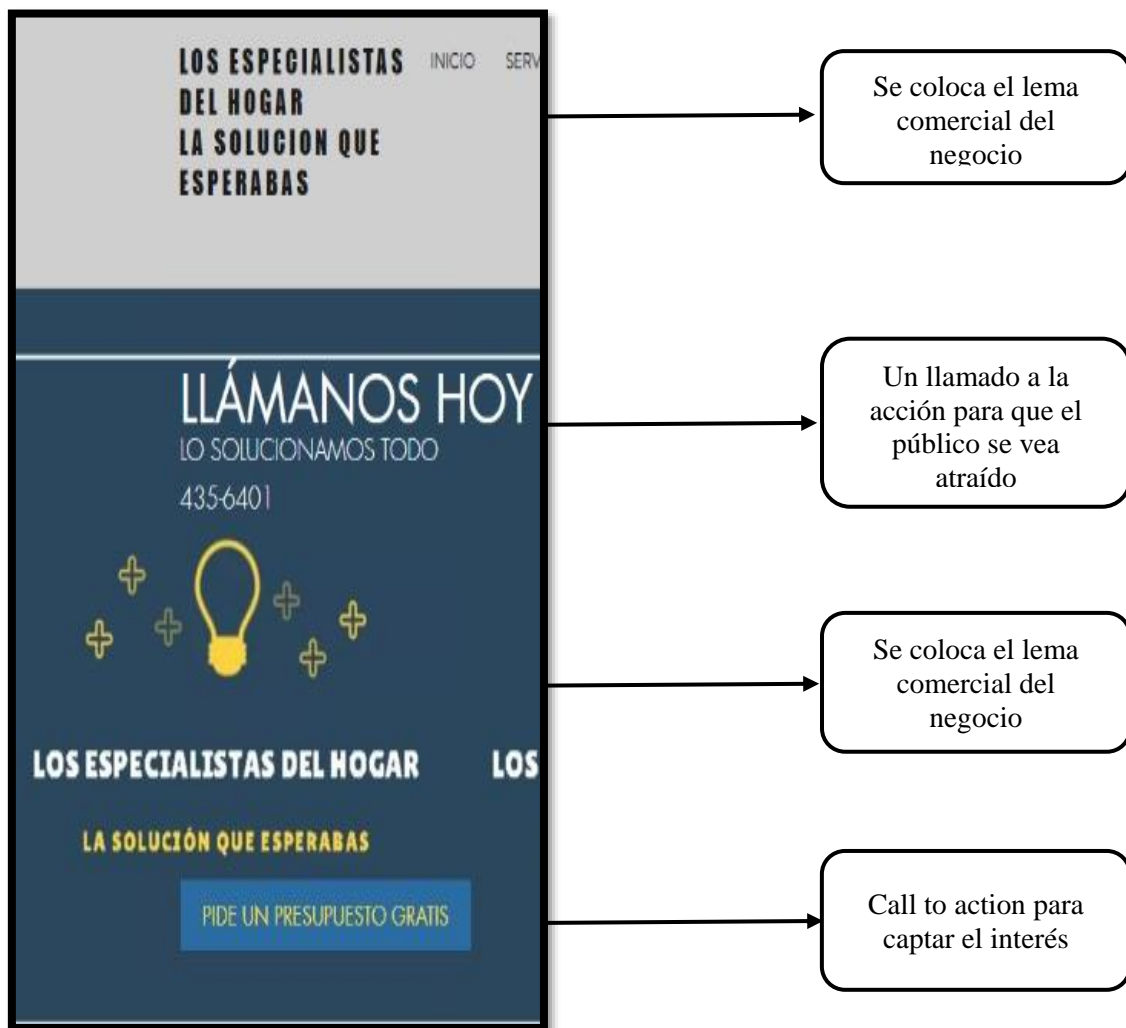 LOS ESPECIALISTAS
DEL HOGAR
LA SOLUCION QUE
ESPERABAS
INICIO SERV
Se coloca el lema
comercial del
negocio
LLÁMANOS HOY
LO SOLUCIONAMOS TODO
435-6401
Un llamado a la
acción para que el
público se vea
atraído
Se coloca el lema
comercial del
negocio
LOS ESPECIALISTAS DEL HOGAR LOS
LA SOLUCIÓN QUE ESPERABAS
PIDE UN PRESUPUESTO GRATIS
Call to action para
captar el interés